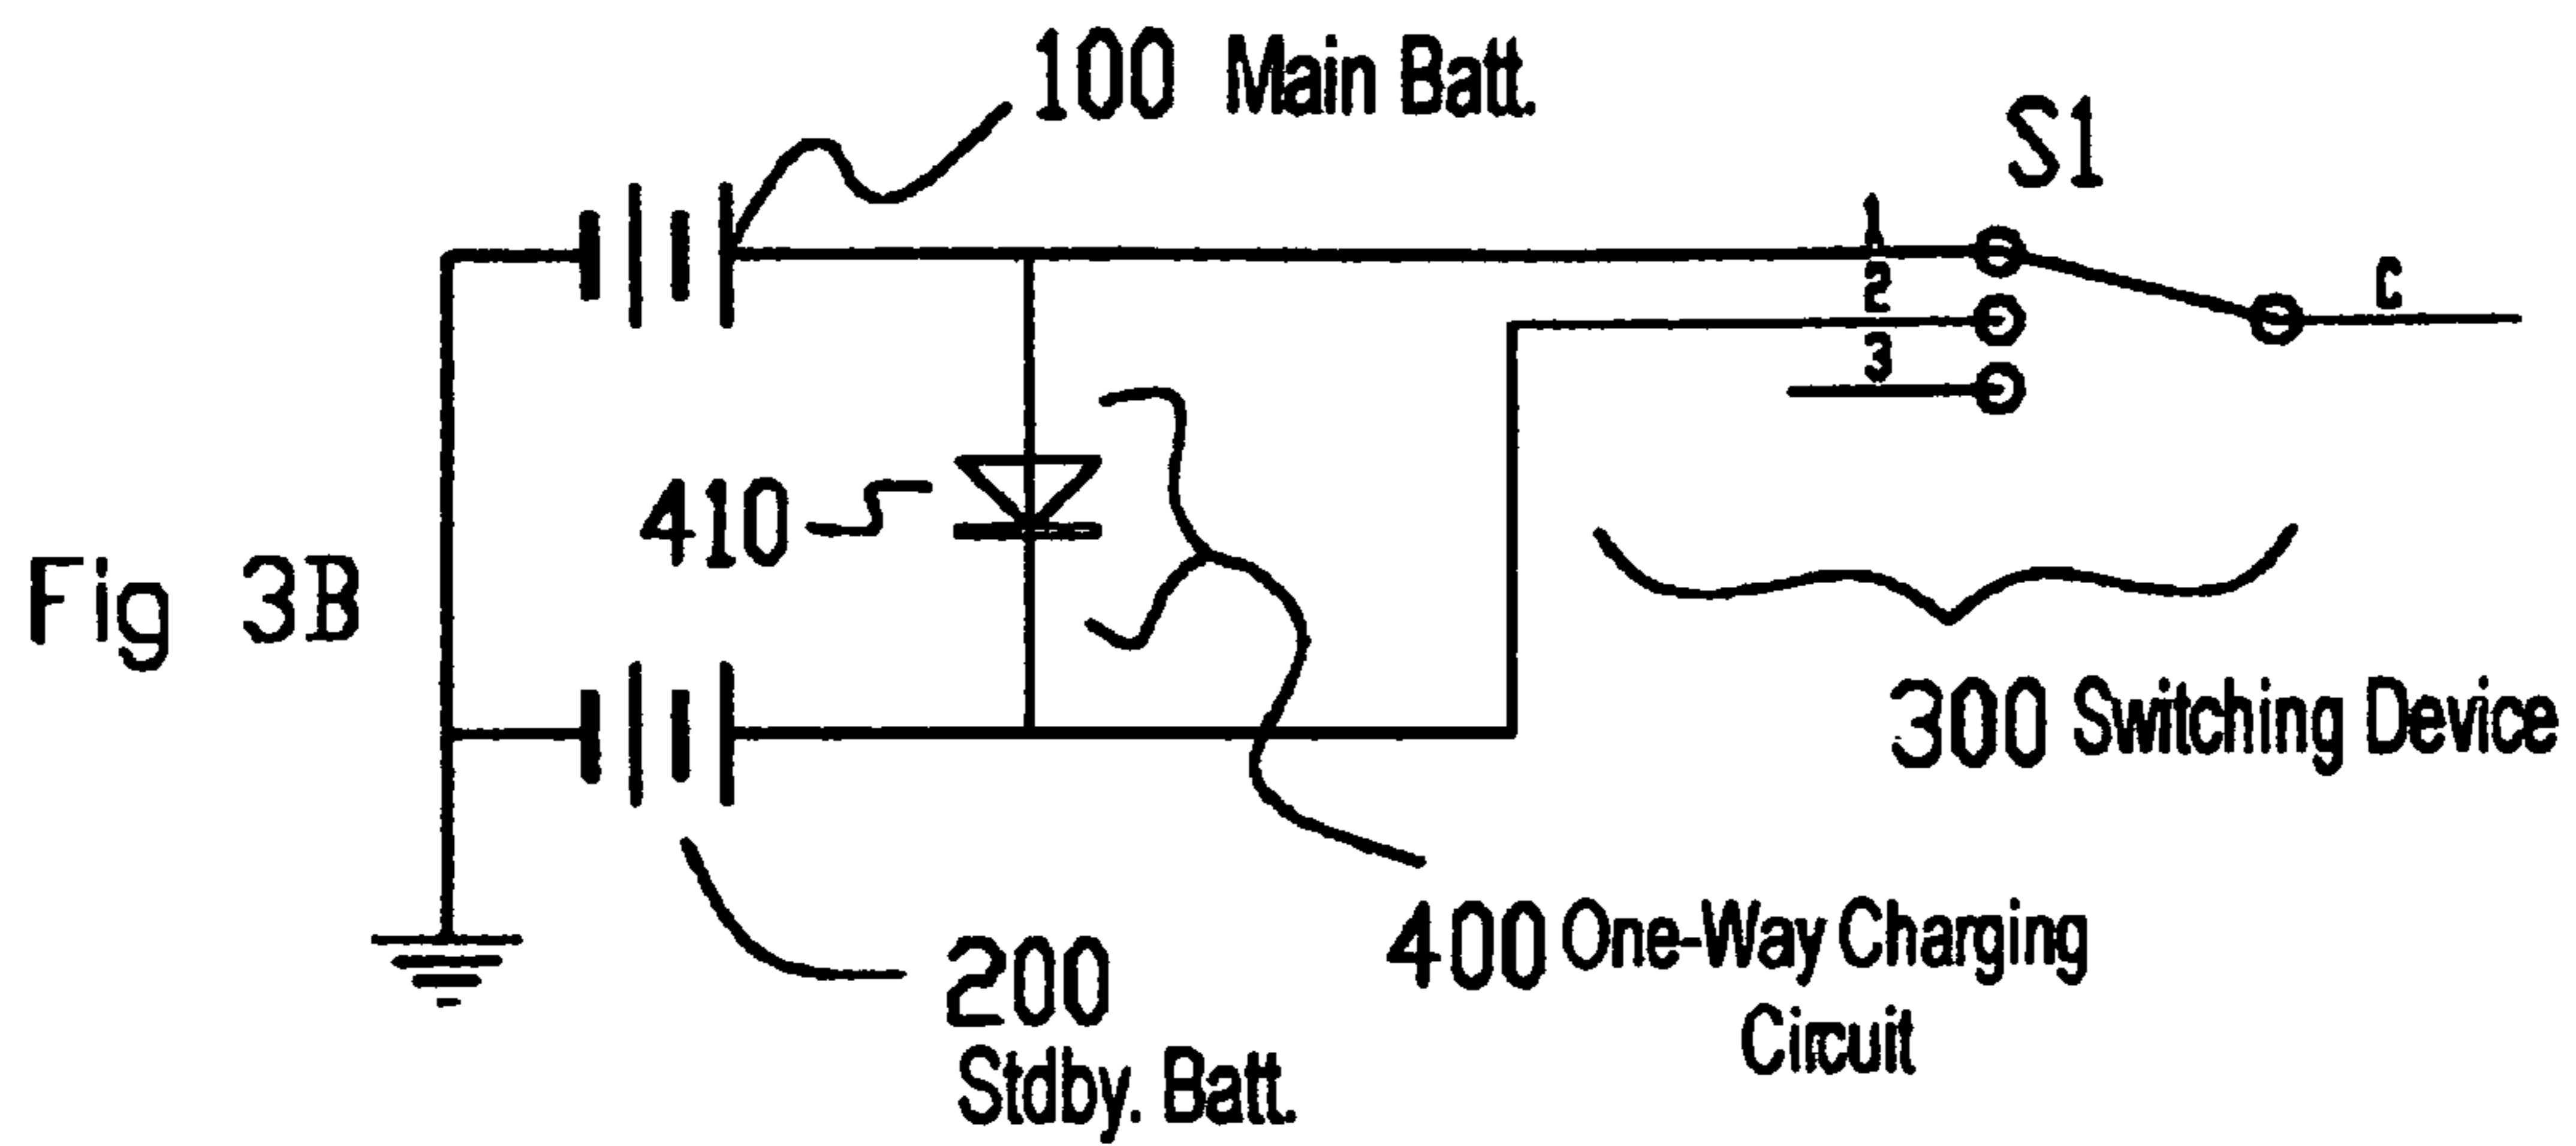 100 Main Batt.
S1
1
2
C
3
410
Fig 3B
300 Switching Device
400 One-Way Charging
Circuit
200
Stdby. Batt.